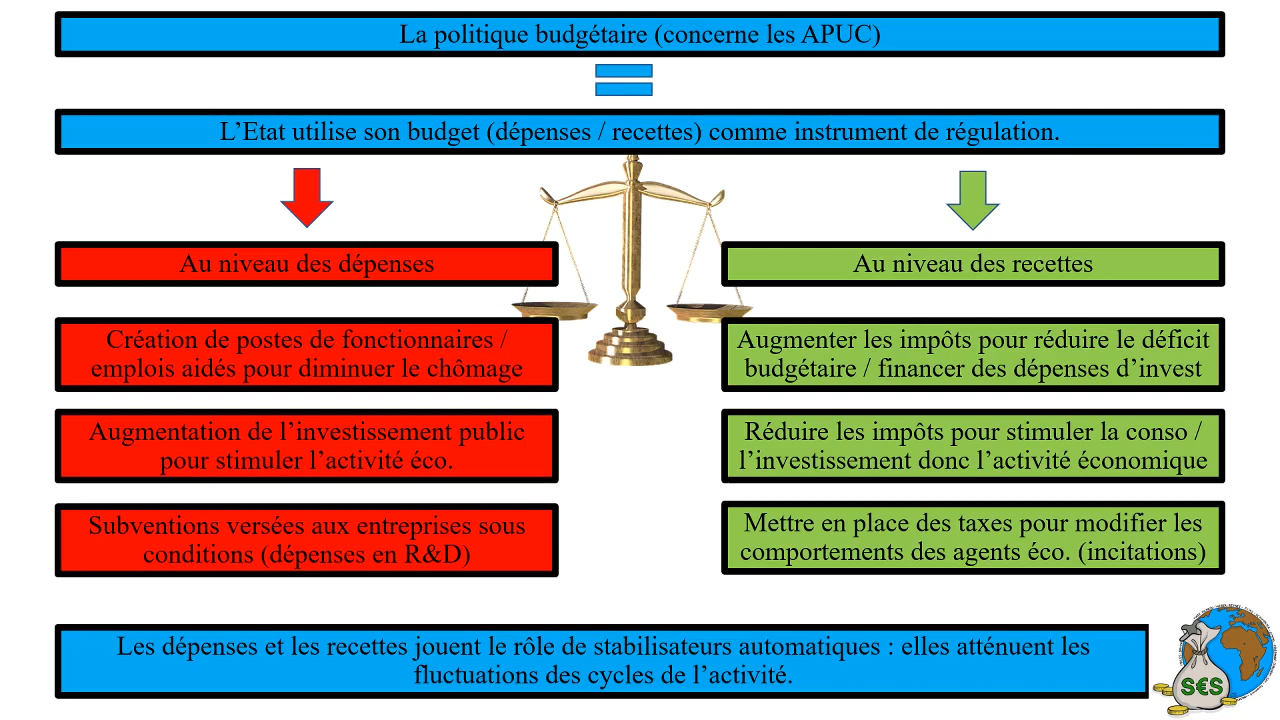 La politique budgétaire (concerne les APUC)
L’Etat utilise son budget (dépenses / recettes) comme instrument de régulation.
Au niveau des dépenses
Au niveau des recettes
Création de postes de fonctionnaires /
emplois aidés pour diminuer le chômage
Augmenter les impôts pour réduire le déficit
budgétaire / financer des dépenses d’invest
Augmentation de l’investissement public
pour stimuler l’activité éco.
Réduire les impôts pour stimuler la conso /
l’investissement donc l’activité économique
Subventions versées aux entreprises sous
conditions (dépenses en R&D)
Mettre en place des taxes pour modifier les
comportements des agents éco. (incitations)
Les dépenses et les recettes jouent le rôle de stabilisateurs automatiques : elles atténuent les
fluctuations des cycles de l’activité.
S€S